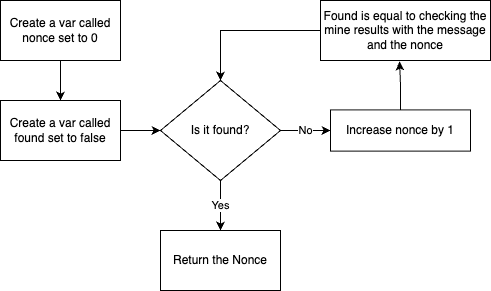 Create a var called
nonce set to 0
Found is equal to checking the
mine results with the message
and the nonce
Create a var called
found set to false
Is it found?
No
Increase nonce by 1
Yes
Return the Nonce